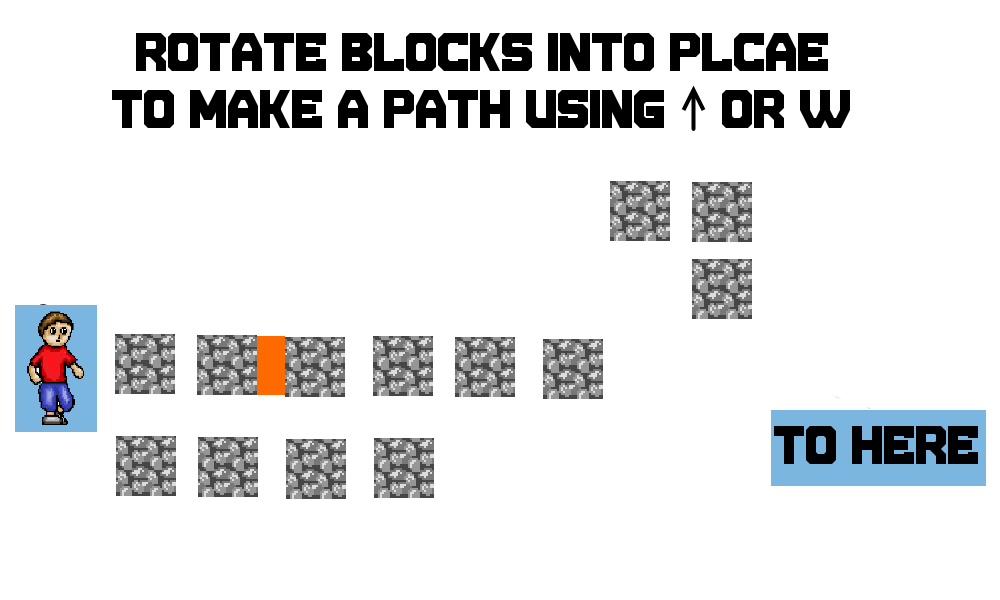 ROTATE BLOCKS INTO PLCAE
TO MAKE A PATH USING ↑ OR W
TO HERE